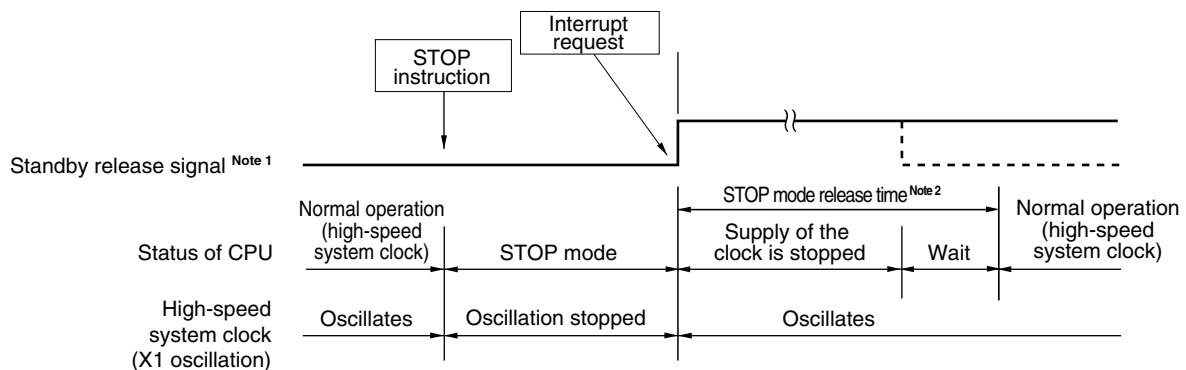 Interrupt
request
STOP
instruction
Standby release signal Note 1
STOP mode release time Note 2
Status of CPU
Normal operation
(high-speed
system clock)
STOP mode
Supply of the
clock is stopped
Wait
Normal operation
(high-speed
system clock)
High-speed
system clock
(X1 oscillation)
Oscillates
Oscillation stopped
Oscillates